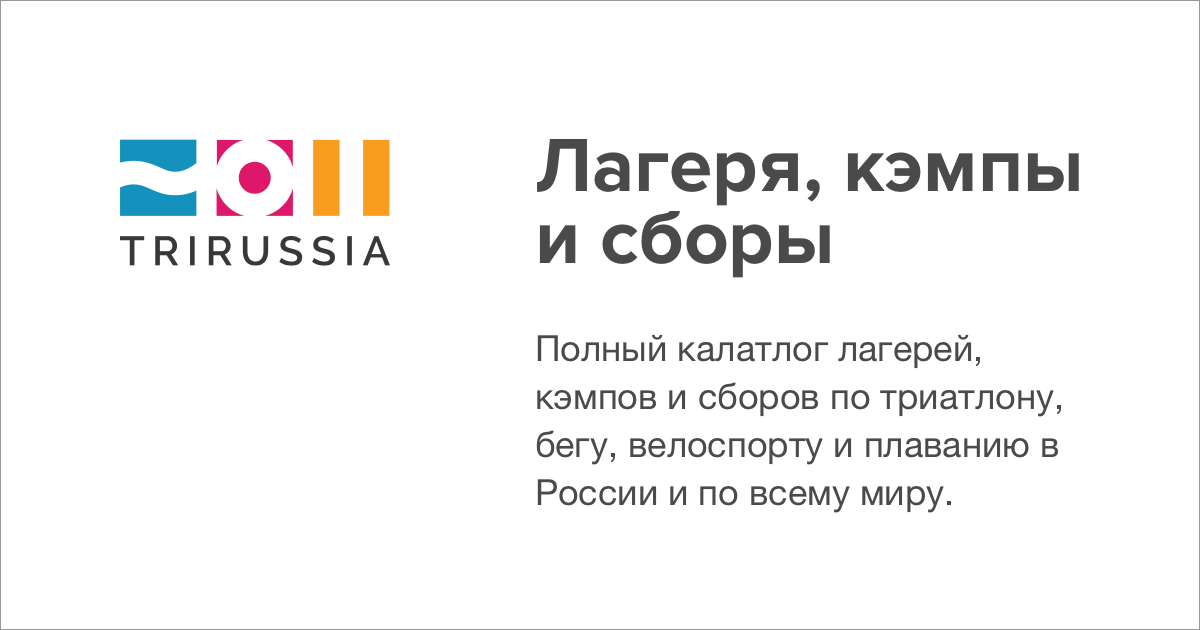 TRIRUSSIA
Лагеря, кэмпы
и сборы
Полный калатлог лагерей,
кэмпов и сборов по триатлону,
бегу, велоспорту и плаванию в
России и по всему миру.